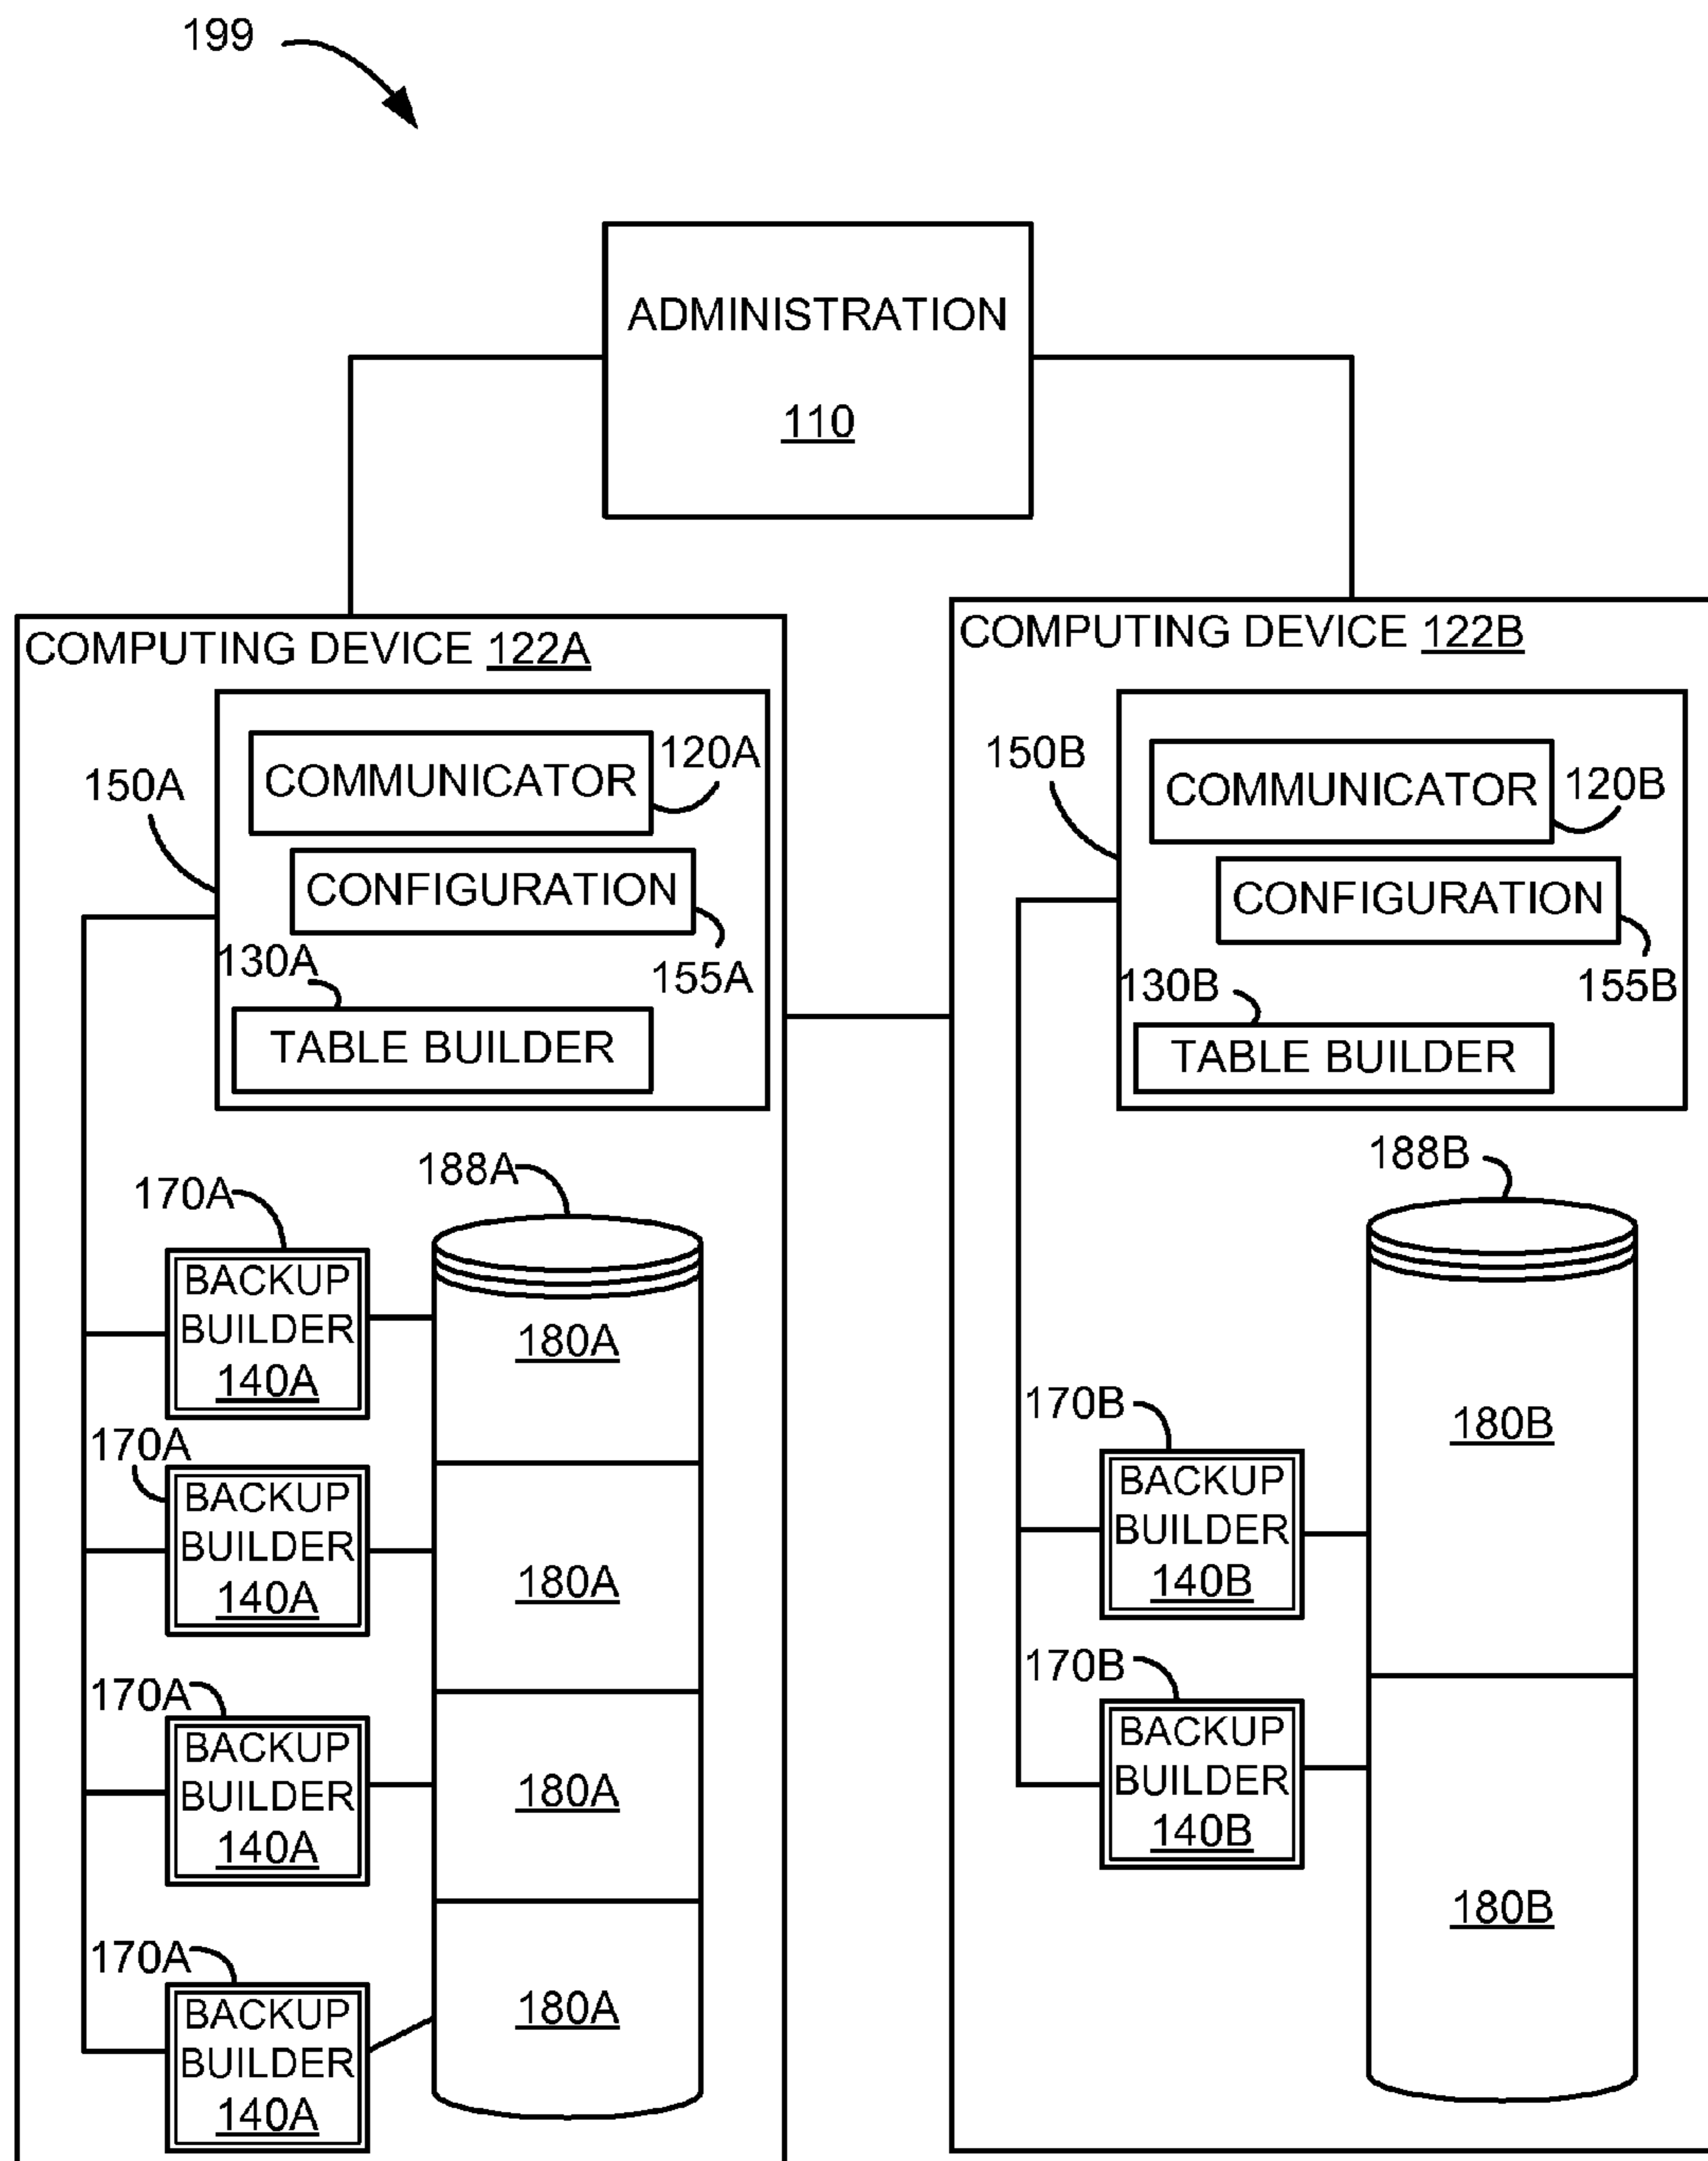 199
ADMINISTRATION
110
COMPUTING DEVICE 122A
150A
COMMUNICATOR
120A
CONFIGURATION
155A
130A
TABLE BUILDER
170A
188A
BACKUP
BUILDER
140A
180A
170A
BACKUP
BUILDER
140A
180A
170A
BACKUP
BUILDER
140A
180A
170A
BACKUP
BUILDER
140A
180A
COMPUTING DEVICE 122B
150B
COMMUNICATOR
120B
CONFIGURATION
155B
130B
TABLE BUILDER
188B
170B
BACKUP
BUILDER
140B
180B
170B
BACKUP
BUILDER
140B
180B